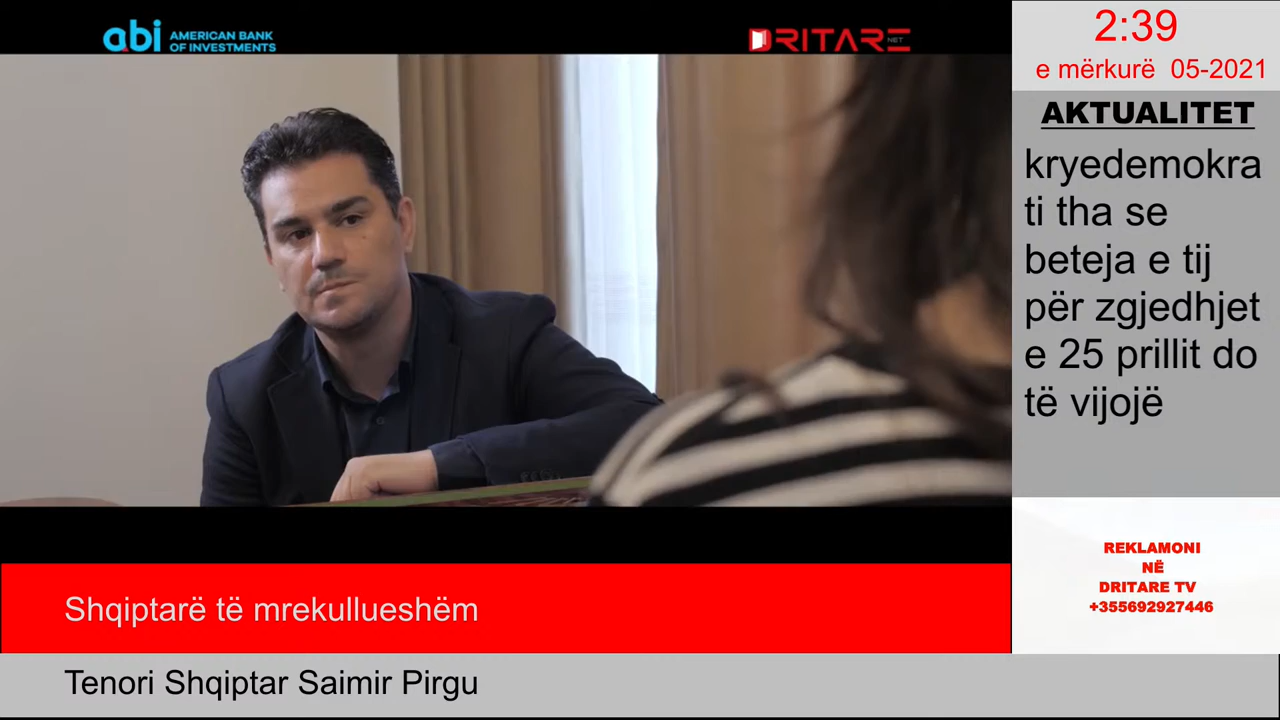 abi AMERICAN BANK
OF INVESTMENTS
DRITARE NET
2:39
e mërkurë 05-2021
AKTUALITET
kryedemokra
ti tha se
beteja e tij
për zgjedhjet
e 25 prillit do
të vijojë
REKLAMONI
NË
DRITARE TV
+355692927446
Shqiptarë të mrekullueshëm
Tenori Shqiptar Saimir Pirgu